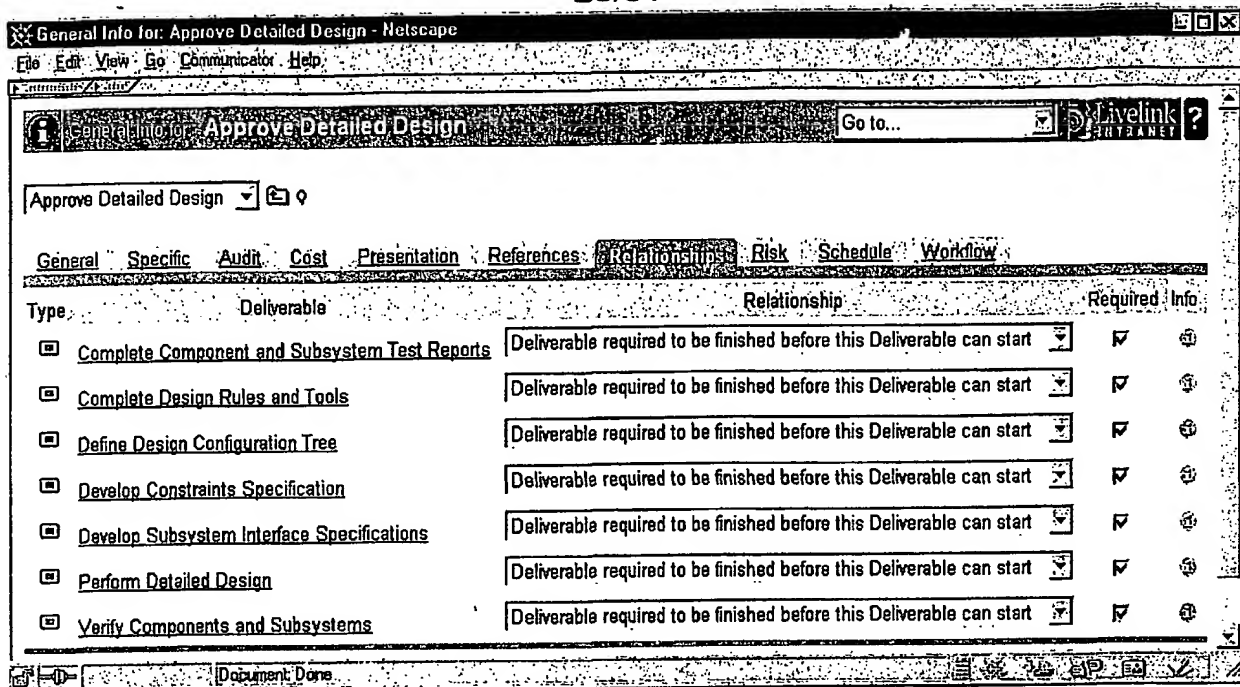 General Info for: Approve Detailed Design - Netscape
File Edit View Go Communicator Help
General Info for: Approve Detailed Design Go to... Livelink INTRANET ?
Approve Detailed Design
General Specific Audit Cost Presentation References Relationships Risk Schedule Workflow
Type Deliverable Relationship Required Info
Complete Component and Subsystem Test Reports Deliverable required to be finished before this Deliverable can start
Complete Design Rules and Tools Deliverable required to be finished before this Deliverable can start
Define Design Configuration Tree Deliverable required to be finished before this Deliverable can start
Develop Constraints Specification Deliverable required to be finished before this Deliverable can start
Develop Subsystem Interface Specifications Deliverable required to be finished before this Deliverable can start
Perform Detailed Design Deliverable required to be finished before this Deliverable can start
Verify Components and Subsystems Deliverable required to be finished before this Deliverable can start
Document: Done